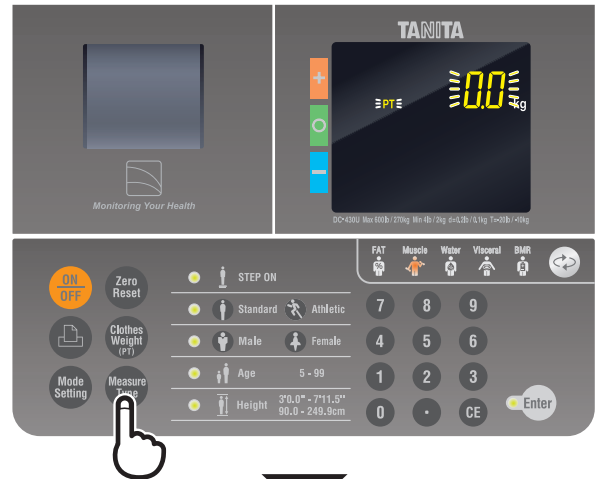 TANITA
+
PT
0.0 kg
O
−
Monitoring Your Health
DC-430U Max 600lb / 270kg Min 4lb / 2kg d=0,2lb / 0,1kg T=-20lb / -10kg
FAT Muscle Water Visceral BMR
%
ON
OFF
Zero
Reset
STEP ON
Standard Athletic
7 8 9
Clothes
Weight
(PT)
Male Female
4 5 6
Mode
Setting
Measure
Type
Age 5 - 99
1 2 3
Height 3'0.0" - 7'11.5"
90.0 - 249.9cm
0 · CE
Enter